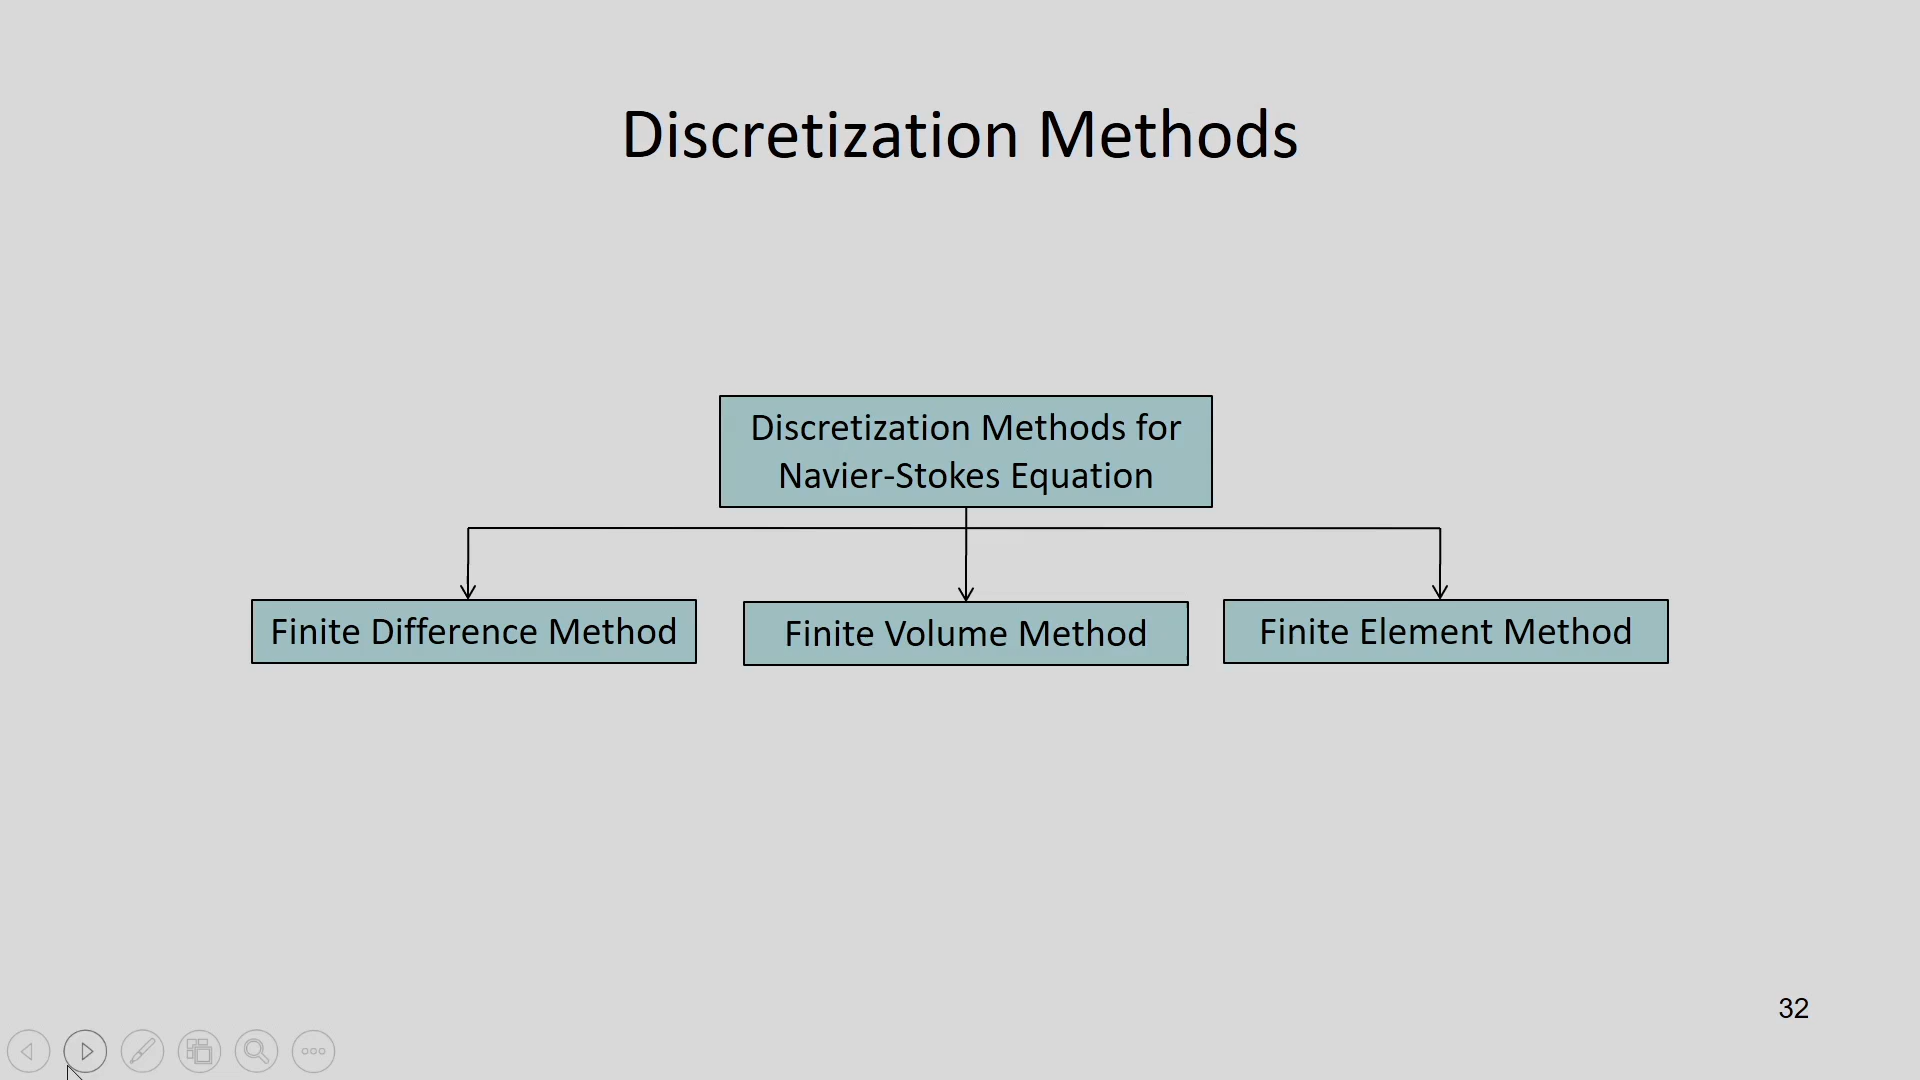 Discretization Methods
Discretization Methods for
Navier-Stokes Equation
Finite Difference Method
Finite Volume Method
Finite Element Method
32